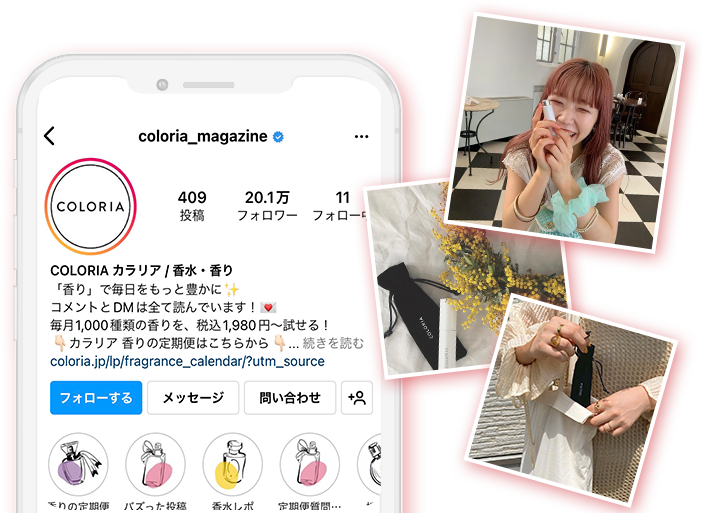 coloria_magazine
COLORIA
409
投稿
20.1万
フォロワー
11
フォロー中
COLORIA カラリア / 香水・香り
「香り」で毎日をもっと豊かに✨
コメントとDMは全て読んでいます！💌
毎月1,000種類の香りを、税込1,980円〜試せる！
👇🏻カラリア 香りの定期便はこちらから👇🏻... 続きを読む
coloria.jp/lp/fragrance_calendar/?utm_source
フォローする
メッセージ
問い合わせ
香りの定期便
バズった投稿
香水レポ
定期便質問…
COLORIA